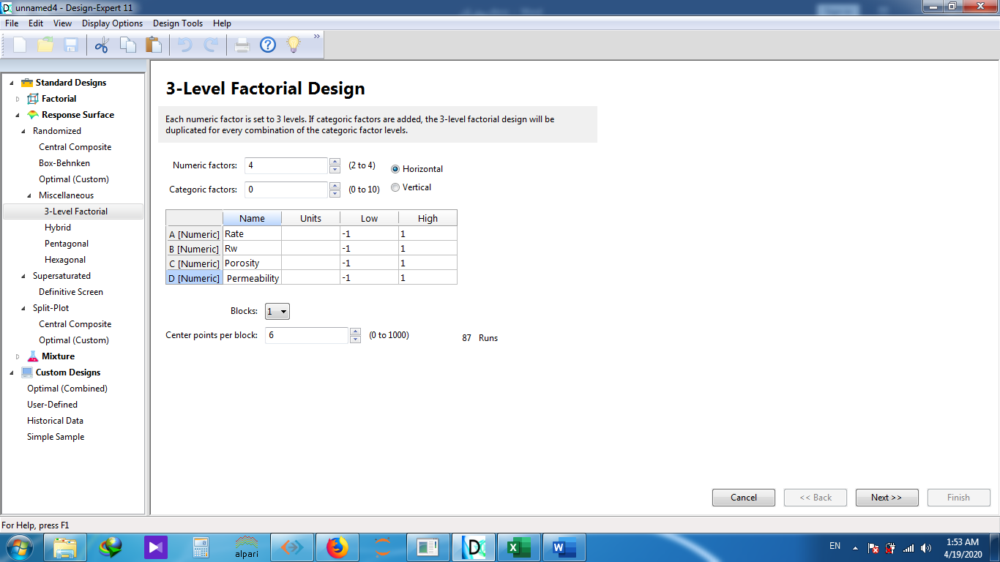 unnamed4 - Design-Expert 11
File Edit View Display Options Design Tools Help
»
Standard Designs
Factorial
Response Surface
Randomized
Central Composite
Box-Behnken
Optimal (Custom)
Miscellaneous
3-Level Factorial
Hybrid
Pentagonal
Hexagonal
Supersaturated
Definitive Screen
Split-Plot
Central Composite
Optimal (Custom)
Mixture
Custom Designs
Optimal (Combined)
User-Defined
Historical Data
Simple Sample
3-Level Factorial Design
Each numeric factor is set to 3 levels. If categoric factors are added, the 3-level factorial design will be
duplicated for every combination of the categoric factor levels.
Numeric factors: 4 (2 to 4) Horizontal
Categoric factors: 0 (0 to 10) Vertical
Name Units Low High
A [Numeric] Rate -1 1
B [Numeric] Rw -1 1
C [Numeric] Porosity -1 1
D [Numeric] Permeability -1 1
Blocks: 1
Center points per block: 6 (0 to 1000) 87 Runs
Cancel << Back Next >> Finish
For Help, press F1
alpari
EN
1:53 AM
4/19/2020